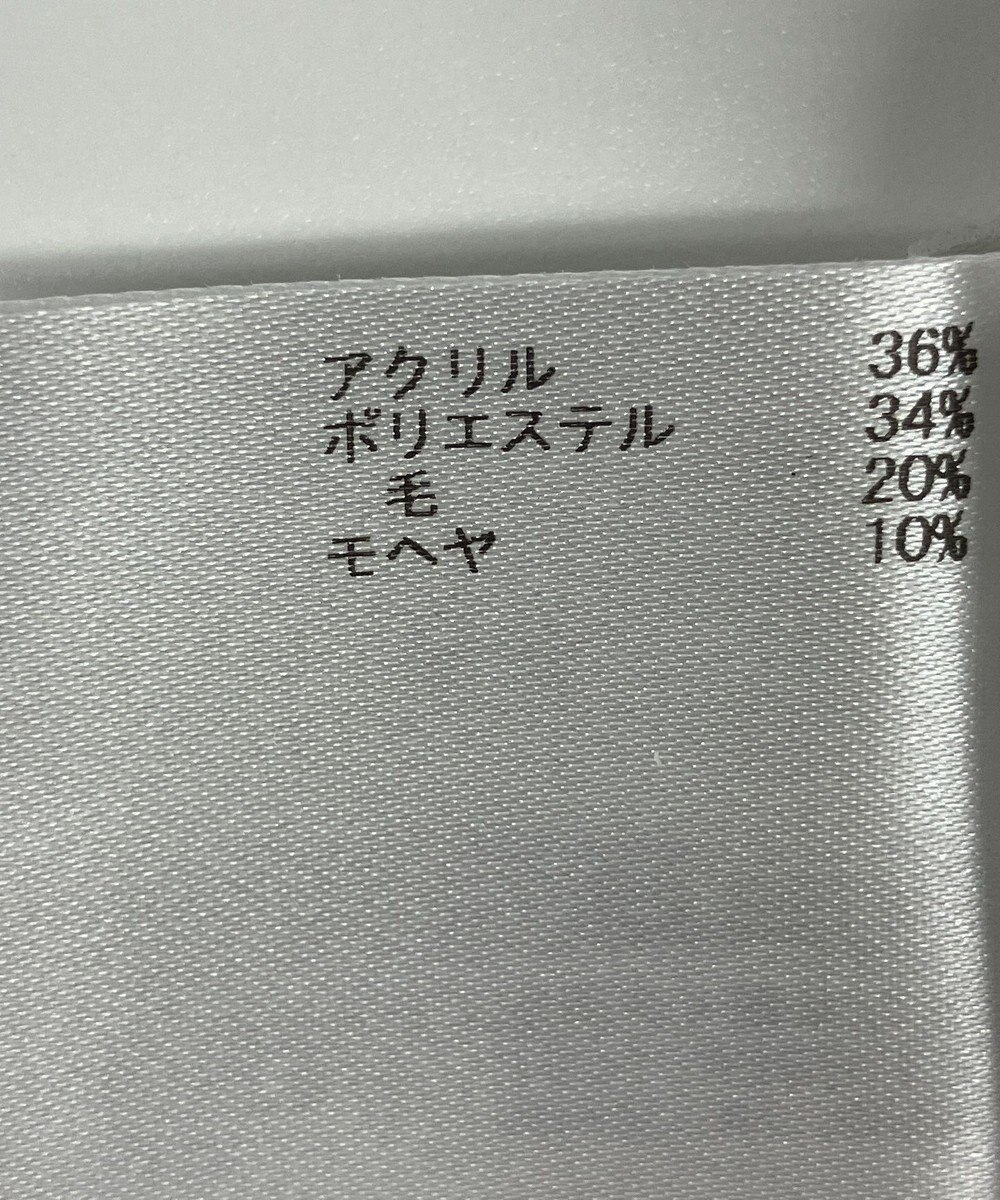 アクリル 36%
ポリエステル 34%
毛 20%
モヘヤ 10%